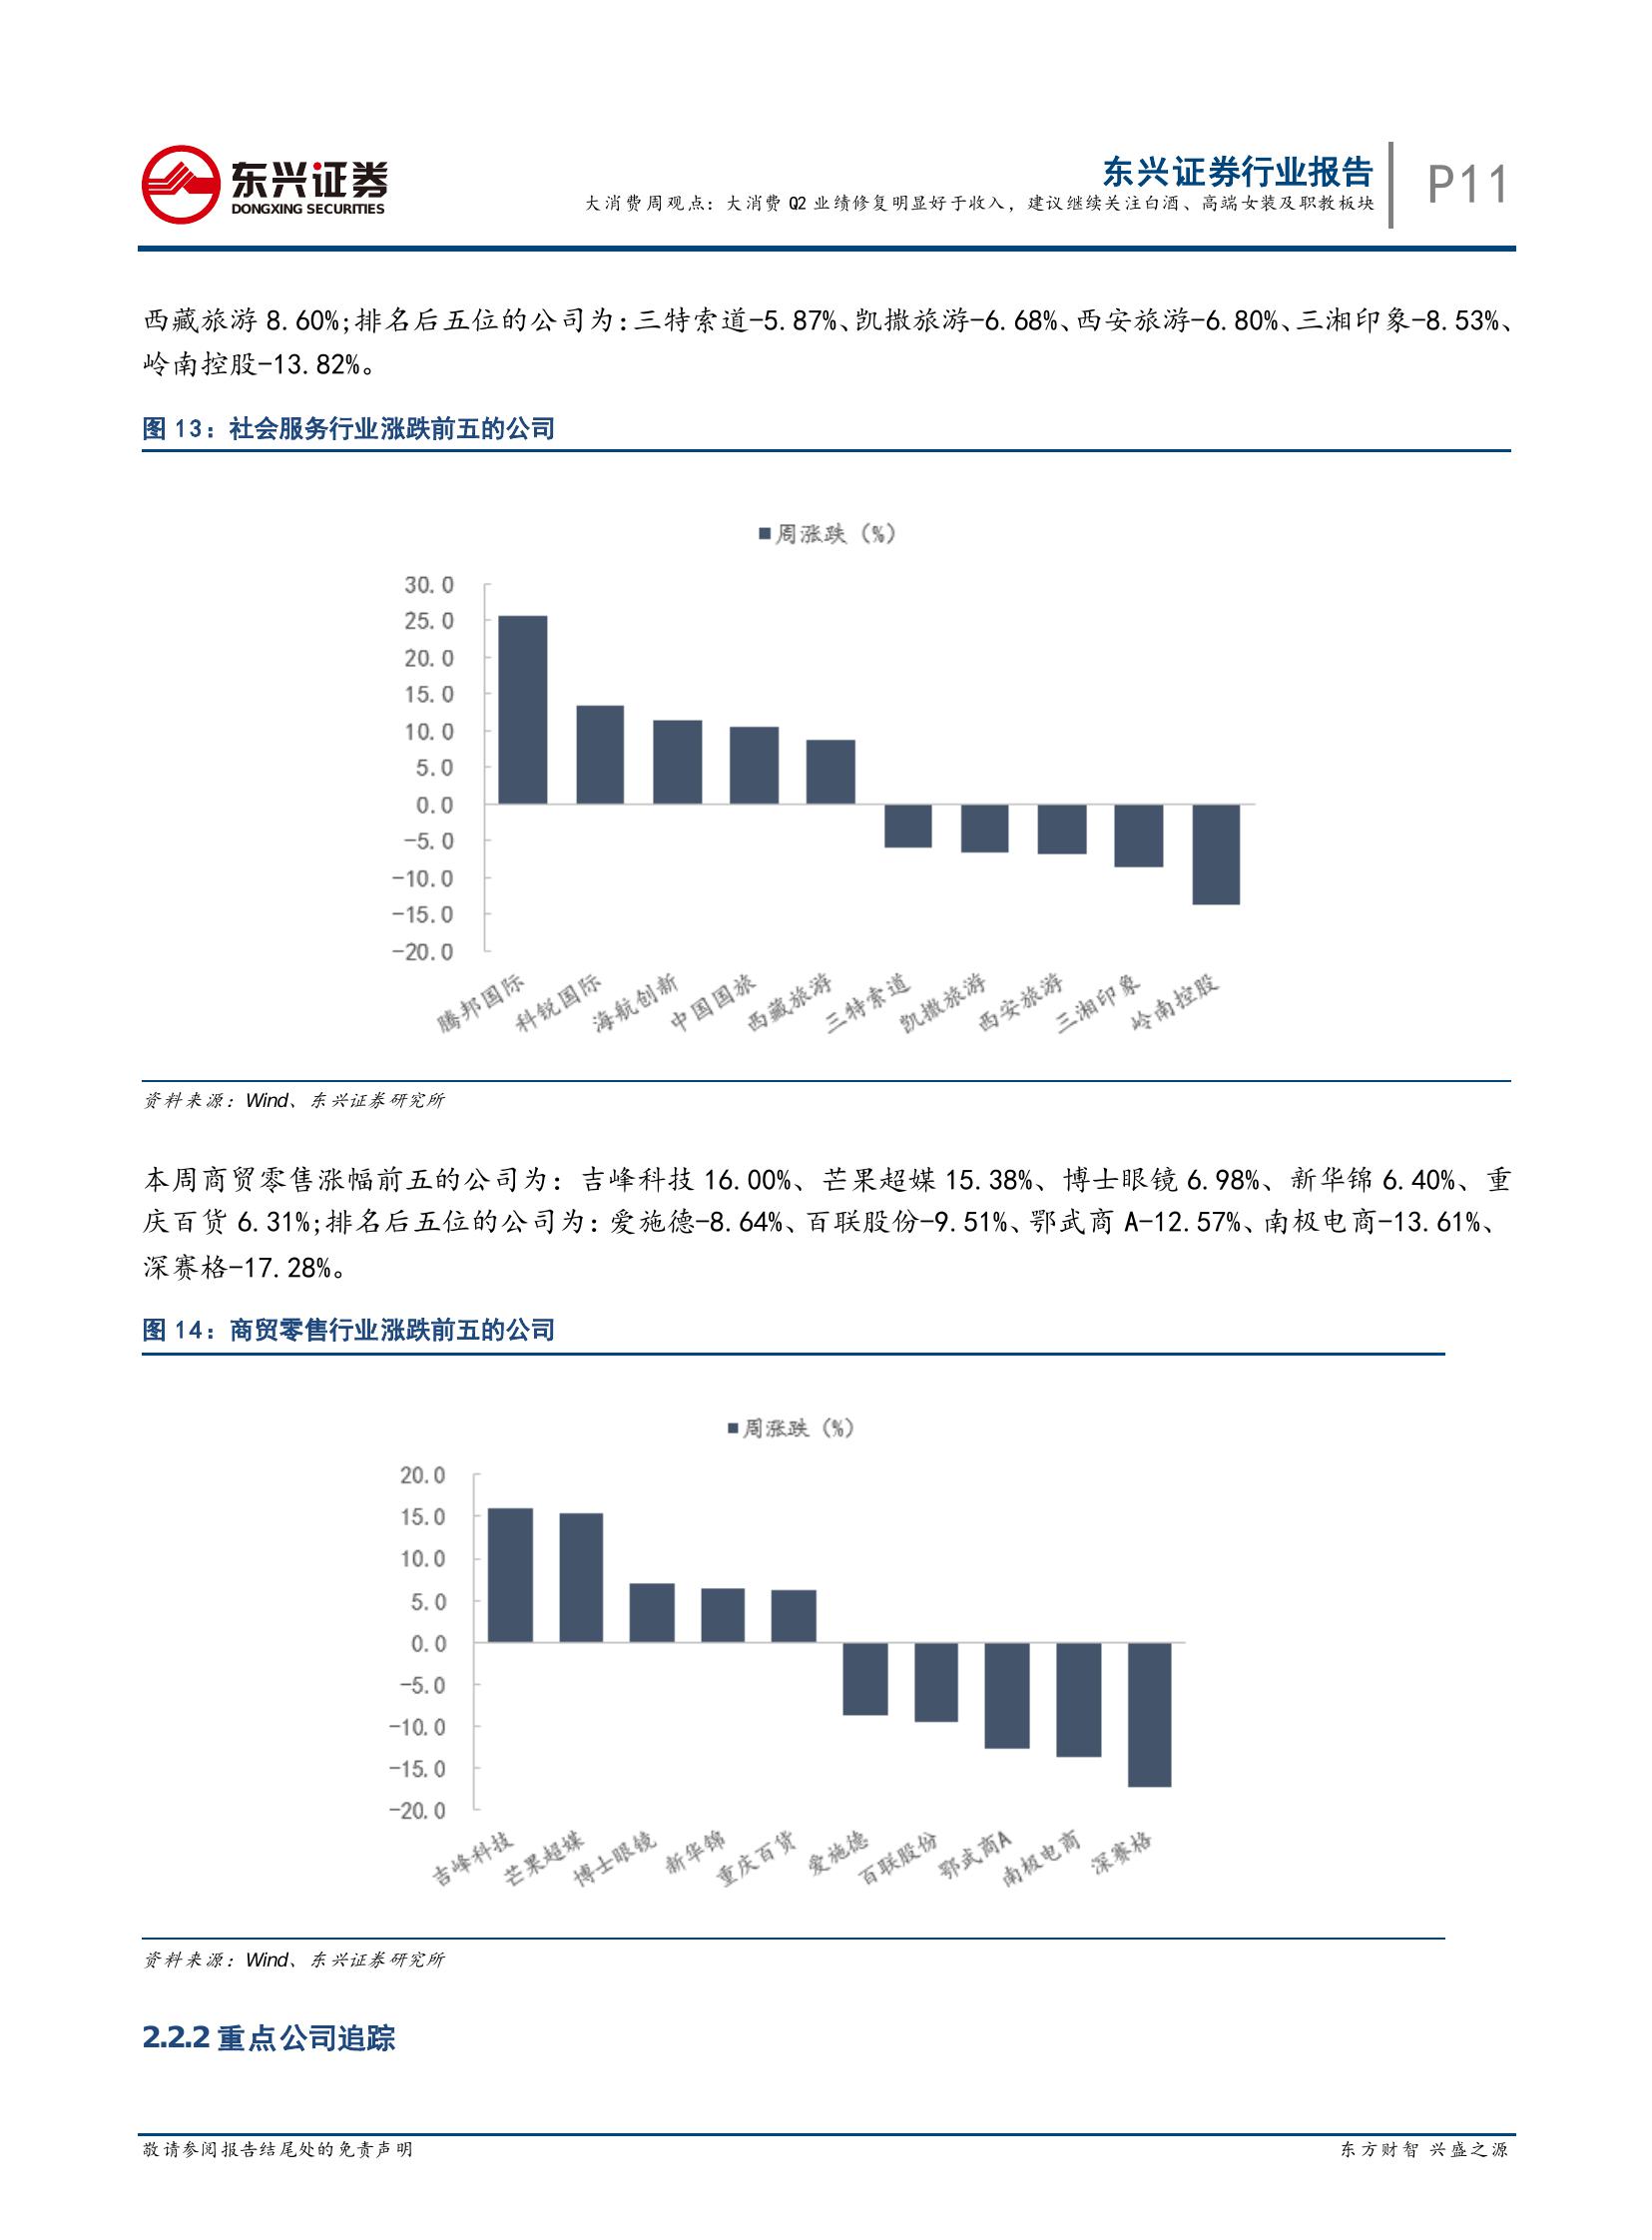 东兴证券
DONGXING SECURITIES
东兴证券行业报告
大消费周观点：大消费 Q2 业绩修复明显好于收入，建议继续关注白酒、高端女装及职教板块
P11
西藏旅游 8.60%;排名后五位的公司为:三特索道-5.87%、凯撒旅游-6.68%、西安旅游-6.80%、三湘印象-8.53%、
岭南控股-13.82%。
图 13：社会服务行业涨跌前五的公司
周涨跌（%）
30.0
25.0
20.0
15.0
10.0
5.0
0.0
-5.0
-10.0
-15.0
-20.0
腾邦国际
科锐国际
海航创新
中国国旅
西藏旅游
三特索道
凯撒旅游
西安旅游
三湘印象
岭南控股
资料来源：Wind、东兴证券研究所
本周商贸零售涨幅前五的公司为：吉峰科技 16.00%、芒果超媒 15.38%、博士眼镜 6.98%、新华锦 6.40%、重
庆百货 6.31%;排名后五位的公司为:爱施德-8.64%、百联股份-9.51%、鄂武商 A-12.57%、南极电商-13.61%、
深赛格-17.28%。
图 14：商贸零售行业涨跌前五的公司
周涨跌（%）
20.0
15.0
10.0
5.0
0.0
-5.0
-10.0
-15.0
-20.0
吉峰科技
芒果超媒
博士眼镜
新华锦
重庆百货
爱施德
百联股份
鄂武商A
南极电商
深赛格
资料来源：Wind、东兴证券研究所
2.2.2 重点公司追踪
敬请参阅报告结尾处的免责声明
东方财智 兴盛之源